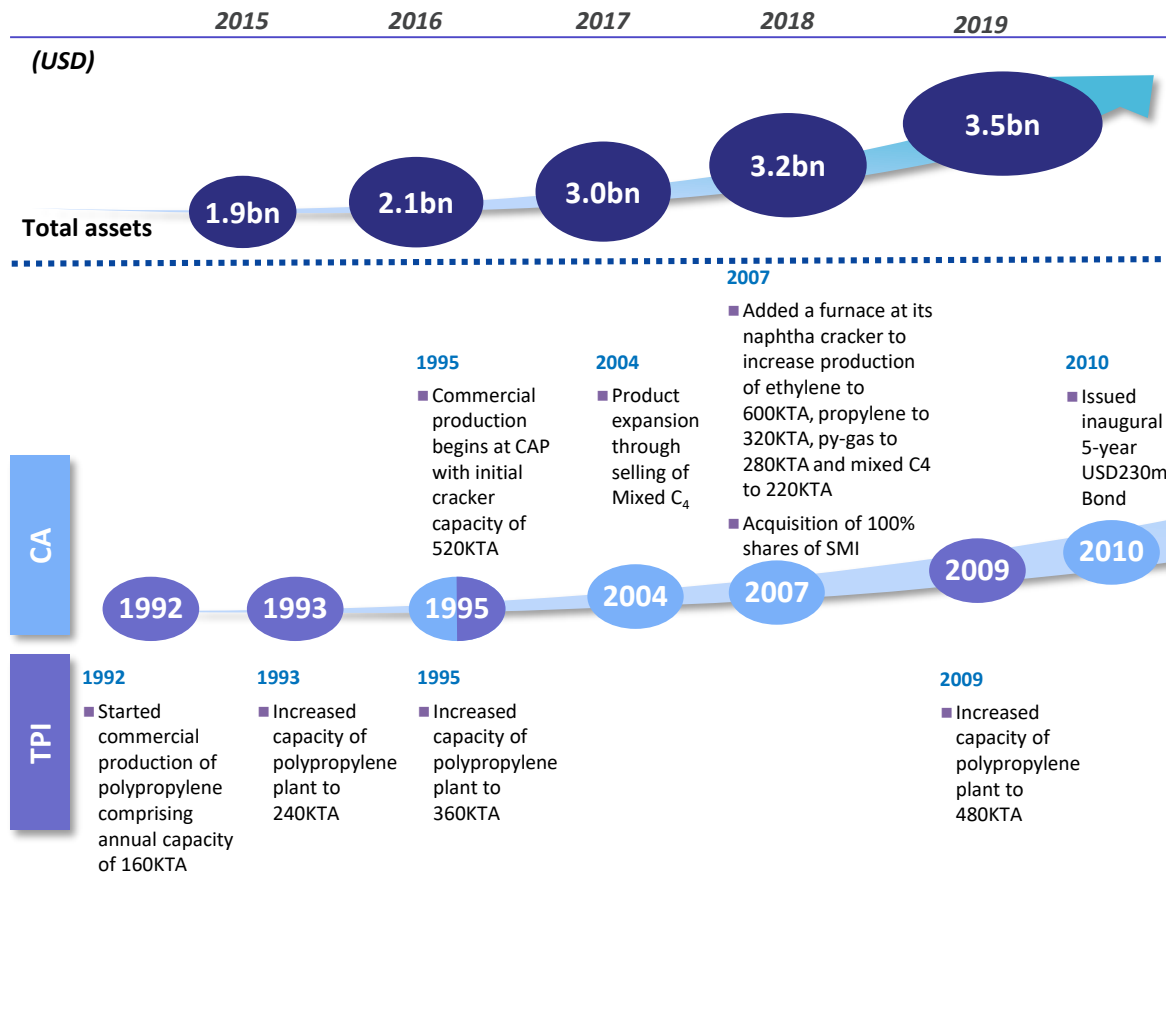 2015 2016 2017 2018 2019
(USD)
1.9bn 2.1bn 3.0bn 3.2bn 3.5bn
Total assets
2007
Added a furnace at its
naphtha cracker to
increase production
of ethylene to
600KTA, propylene to
320KTA, py-gas to
280KTA and mixed C4
to 220KTA
Acquisition of 100%
shares of SMI
1995
Commercial
production
begins at CAP
with initial
cracker
capacity of
520KTA
2004
Product
expansion
through
selling of
Mixed C₄
2010
Issued
inaugural
5-year
USD230m
Bond
CA
1992 1993 1995 2004 2007 2009 2010
TPI
1992
Started
commercial
production of
polypropylene
comprising
annual capacity
of 160KTA
1993
Increased
capacity of
polypropylene
plant to
240KTA
1995
Increased
capacity of
polypropylene
plant to
360KTA
2009
Increased
capacity of
polypropylene
plant to
480KTA